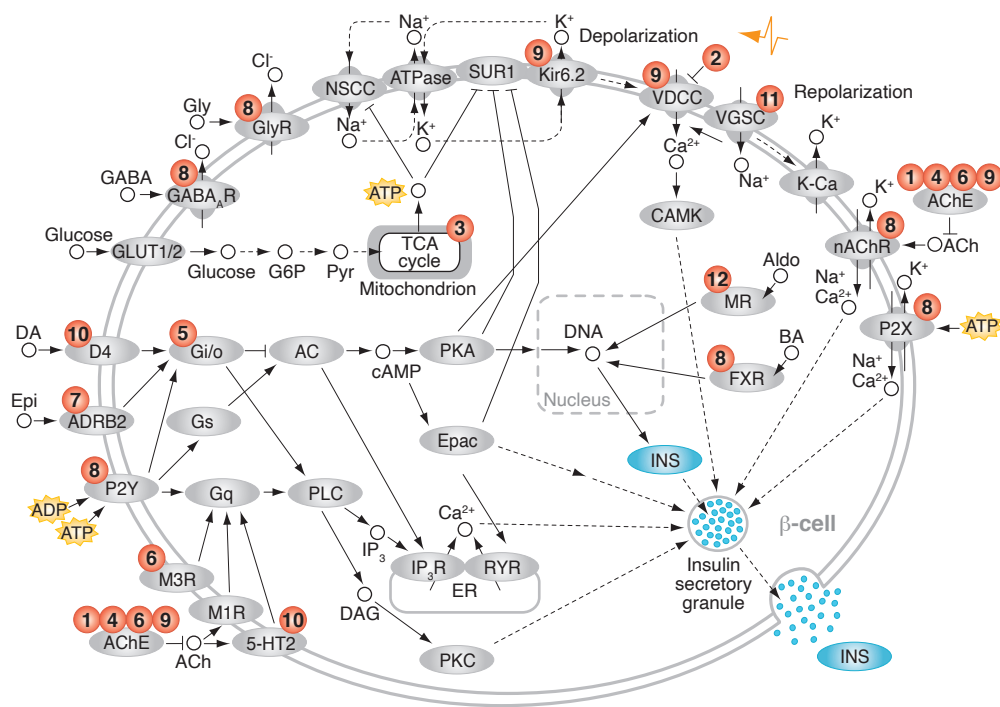 Na⁺
K⁺
Depolarization
9
2
Cl⁻
NSCC
ATPase
SUR1
Kir6.2
9
VDCC
11
Repolarization
Gly
8
GlyR
Na⁺
K⁺
VGSC
K⁺
Cl⁻
Ca²⁺
Na⁺
K-Ca
GABA
8
GABA_A R
ATP
CAMK
K⁺
1 4 6 9
AChE
Glucose
GLUT1/2
Glucose
G6P
Pyr
TCA
cycle
3
Mitochondrion
8
nAChR
ACh
Na⁺
Ca²⁺
K⁺
12
MR
Aldo
8
P2X
ATP
DA
10
D4
5
Gi/o
AC
cAMP
PKA
DNA
Nucleus
8
FXR
BA
Na⁺
Ca²⁺
Epi
7
ADRB2
Gs
Epac
INS
8
P2Y
ADP
ATP
Gq
PLC
IP₃
Ca²⁺
IP₃R
RYR
ER
β-cell
Insulin
secretory
granule
6
M3R
DAG
M1R
1 4 6 9
AChE
ACh
10
5-HT2
PKC
INS